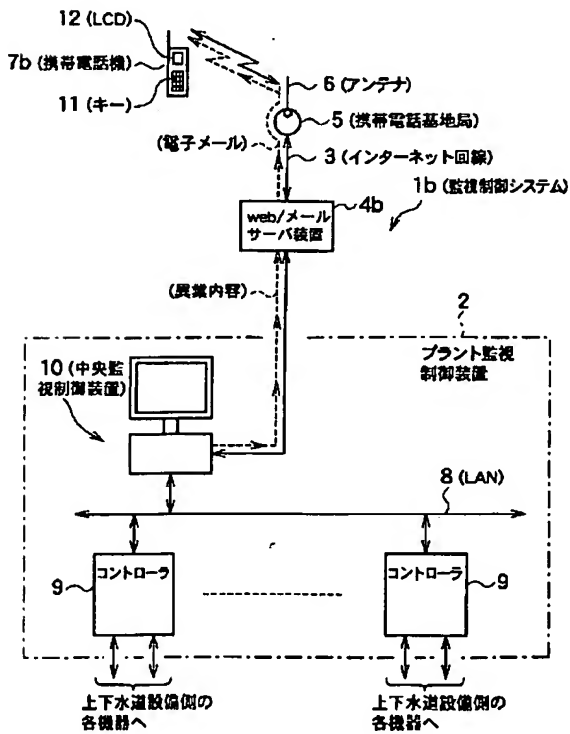 12 (LCD)
7b (携帯電話機)
11 (キー)
6 (アンテナ)
5 (携帯電話基地局)
(電子メール)
3 (インターネット回線)
1b (監視制御システム)
4b
web/メール
サーバ装置
(異業内容)
2
プラント監視
制御装置
10 (中央監
視制御装置)
8 (LAN)
コントローラ
9
コントローラ
9
上下水道設備側の
各機器へ
上下水道設備側の
各機器へ